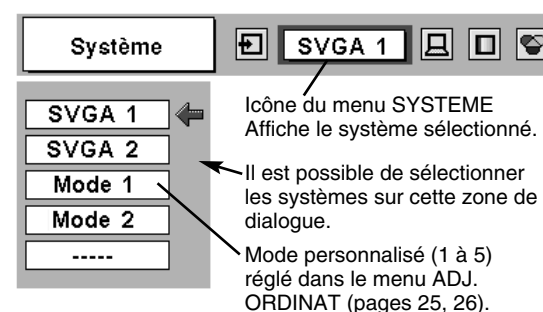 Système
SVGA 1
SVGA 1
SVGA 2
Mode 1
Mode 2
-----
Icône du menu SYSTEME
Affiche le système sélectionné.
Il est possible de sélectionner
les systèmes sur cette zone de
dialogue.
Mode personnalisé (1 à 5)
réglé dans le menu ADJ.
ORDINAT (pages 25, 26).